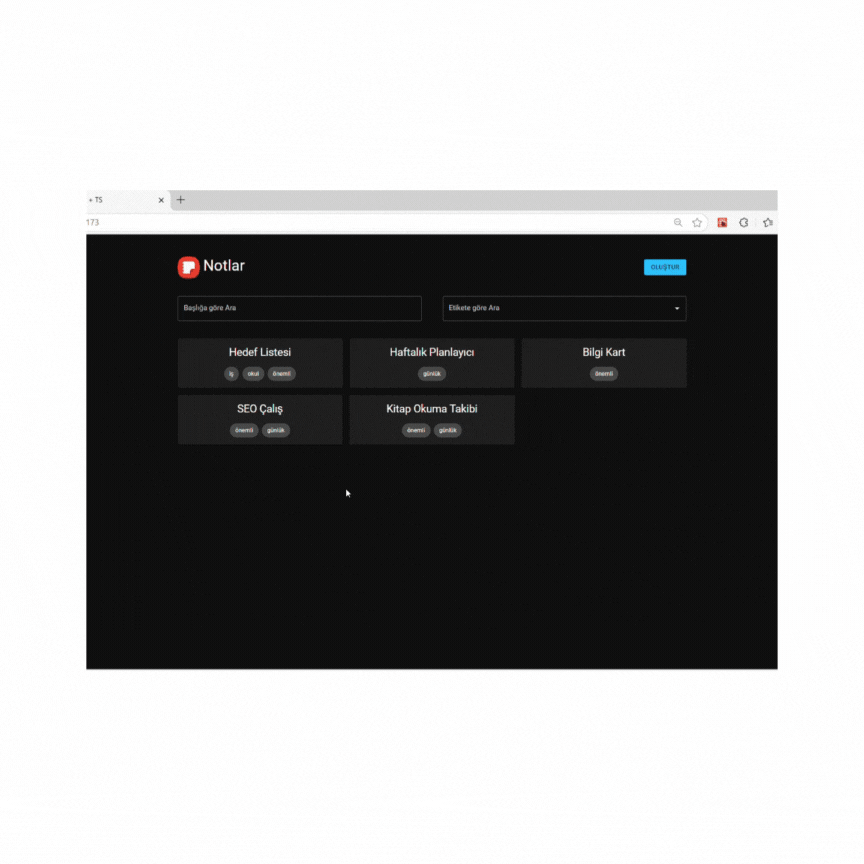 + TS
173
Notlar
OLUŞTUR
Başlığa göre Ara
Etikete göre Ara
Hedef Listesi
iş okul önemli
Haftalık Planlayıcı
günlük
Bilgi Kart
önemli
SEO Çalış
önemli günlük
Kitap Okuma Takibi
önemli günlük